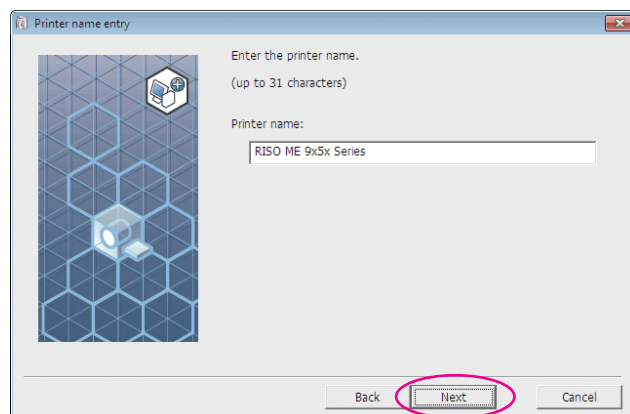 Printer name entry
Enter the printer name.
(up to 31 characters)
Printer name:
RISO ME 9x5x Series
Back
Next
Cancel